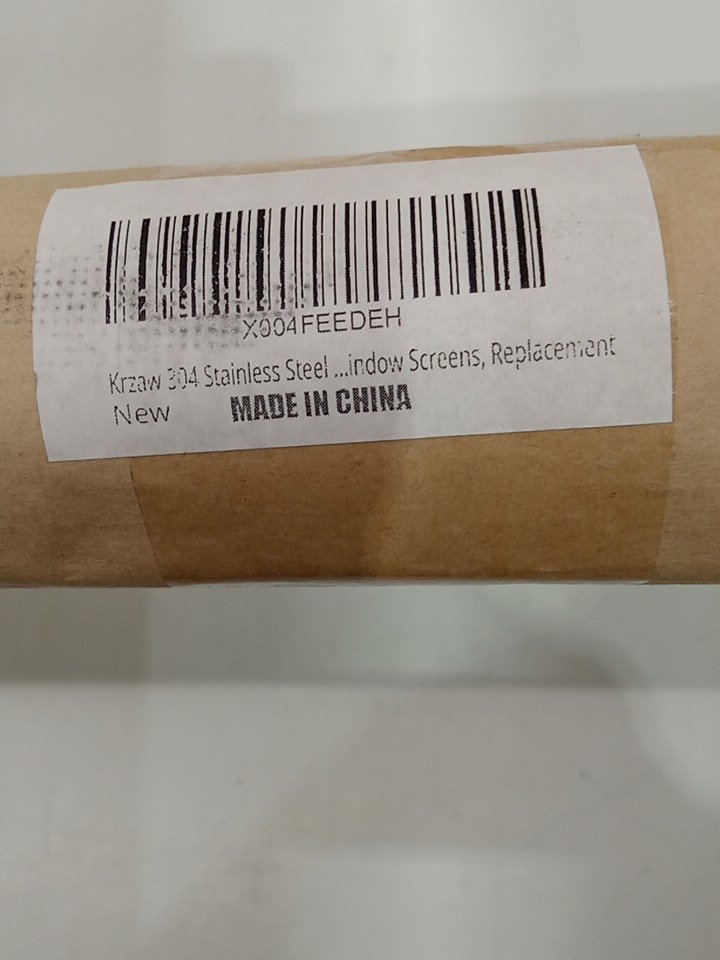 X004FEEDEH
Krzaw 304 Stainless Steel ...indow Screens, Replacement
New
MADE IN CHINA